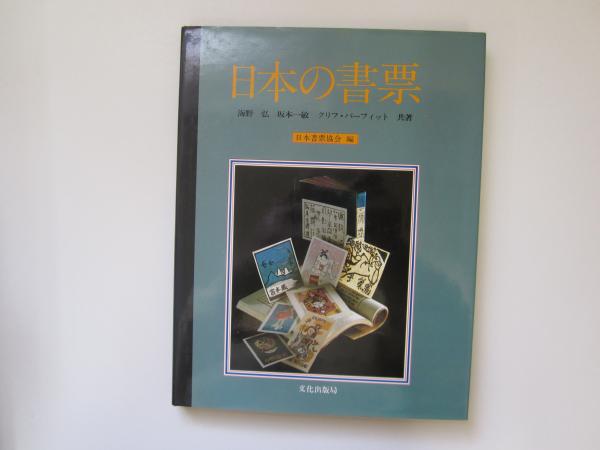 日本の書票
海野 弘 坂本一敏 クリフ・パーフィット 共著
日本書票協会 編
文化出版局